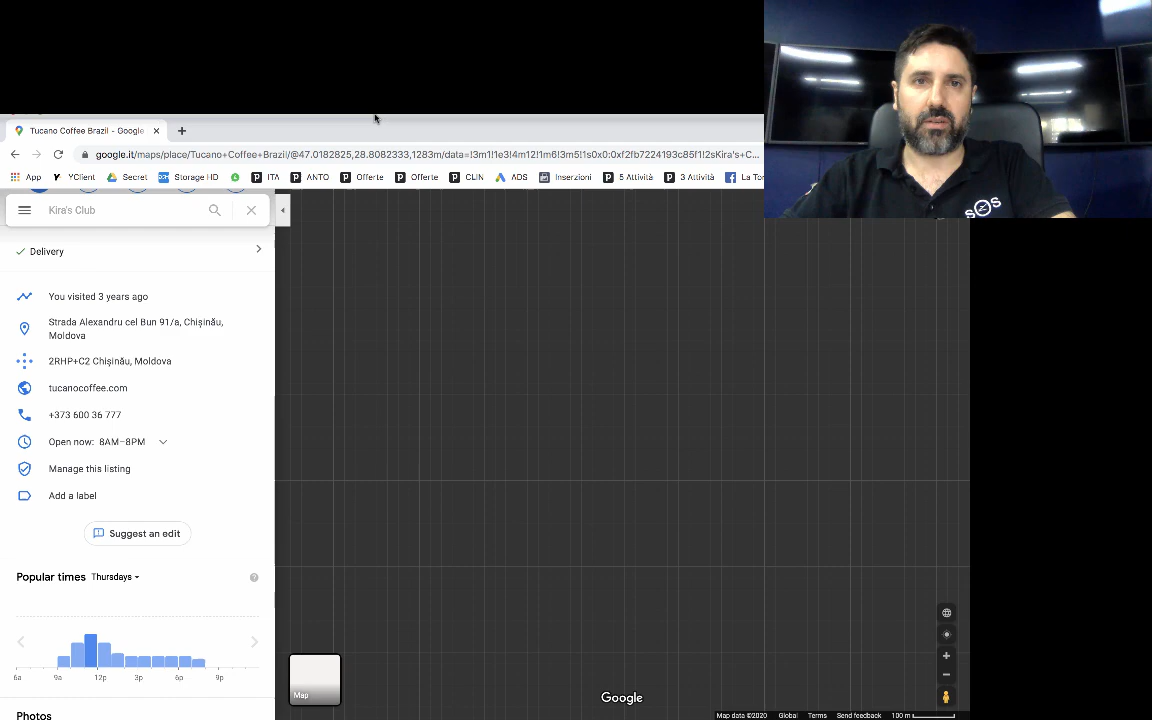 Tucano Coffee Brazil - Google
google.it/maps/place/Tucano+Coffee+Brazil/@47.0182825,28.8082333,1283m/data=!3m1!1e3!4m12!1m6!3m5!1s0x0:0xf2fb7224193c85f1!2sKira's+C...
App YClient Secret Storage HD ITA ANTO Offerte Offerte CLIN ADS Inserzioni 5 Attività 3 Attività La Tor
SOS
Kira's Club
Delivery
You visited 3 years ago
Strada Alexandru cel Bun 91/a, Chișinău,
Moldova
2RHP+C2 Chișinău, Moldova
tucanocoffee.com
+373 600 36 777
Open now: 8AM–8PM
Manage this listing
Add a label
Suggest an edit
Popular times Thursdays
6a 9a 12p 3p 6p 9p
Photos
Map
Google
Map data ©2020 Global Terms Send feedback 100 m